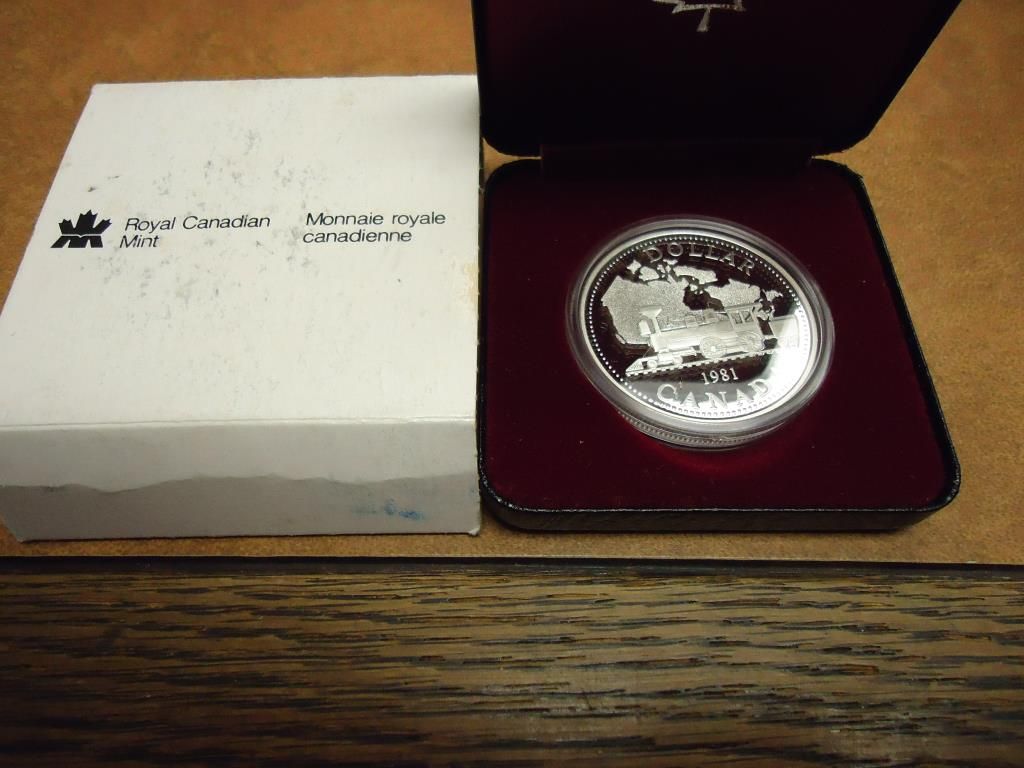 Royal Canadian
Mint
Monnaie royale
canadienne
DOLLAR
1981
CANADA